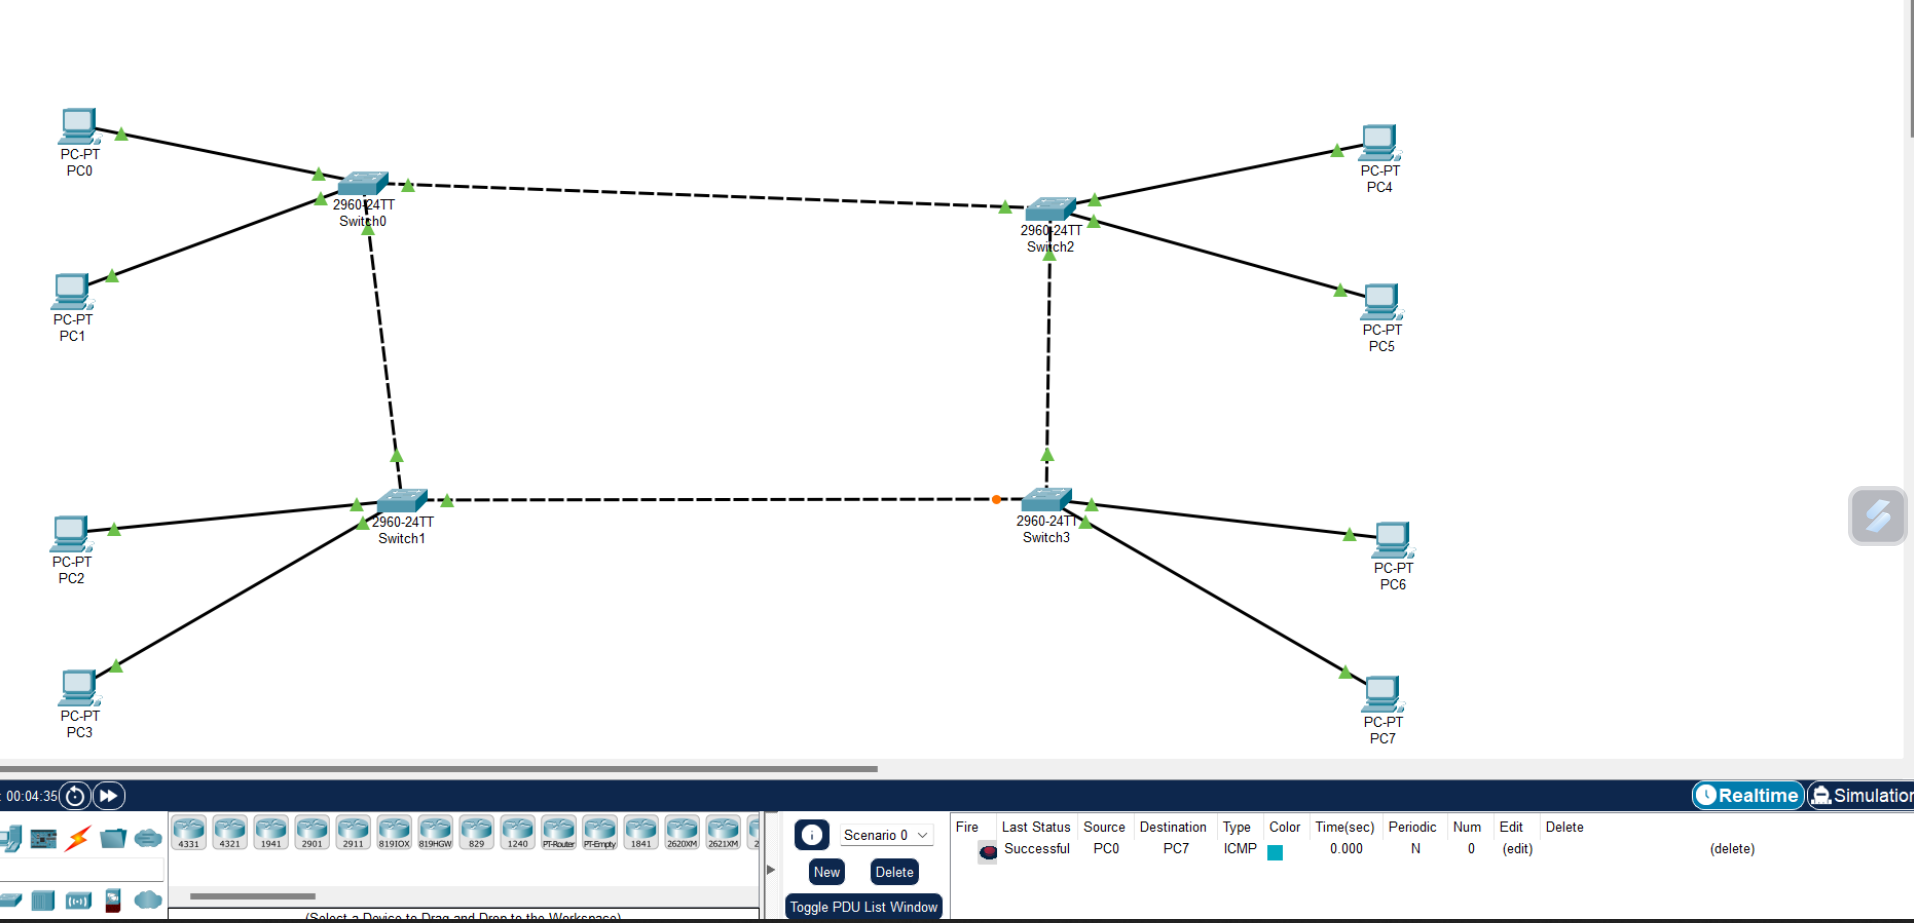 PC-PT
PC0
PC-PT
PC1
2960-24TT
Switch0
2960-24TT
Switch2
PC-PT
PC4
PC-PT
PC5
PC-PT
PC2
2960-24TT
Switch1
2960-24TT
Switch3
PC-PT
PC6
PC-PT
PC3
PC-PT
PC7
: 00:04:35
Realtime
Simulation
4331
4321
1941
2901
2911
819IOX
819HGW
829
1240
PT-Router
PT-Empty
1841
2620XM
2621XM
2
(Select a Device to Drag and Drop to the Workspace)
Scenario 0
New
Delete
Toggle PDU List Window
Fire Last Status Source Destination Type Color Time(sec) Periodic Num Edit Delete
Successful PC0 PC7 ICMP 0.000 N 0 (edit) (delete)